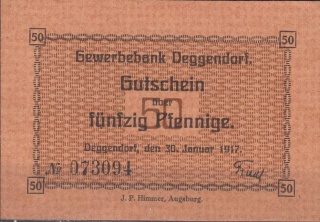 50 50
Gewerbebank Deggendorf.
Gutschein
über
50
fünfzig Pfennige.
Deggendorf, den 30. Januar 1917.
No 073094
50 50
J. P. Himmer, Augsburg.